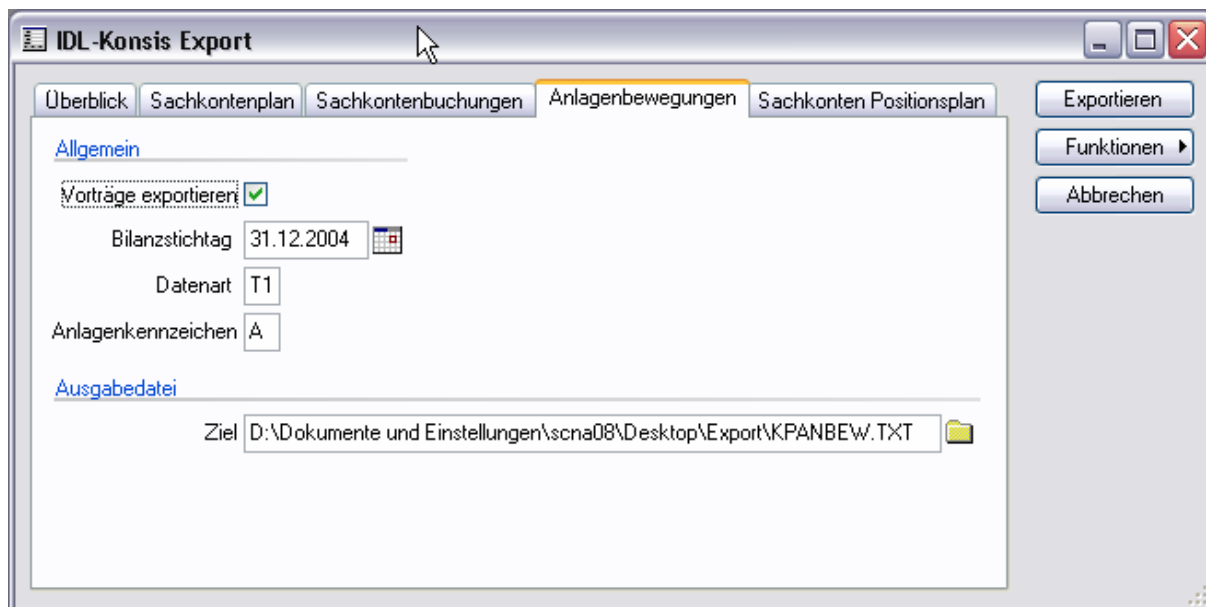 IDL-Konsis Export
Überblick Sachkontenplan Sachkontenbuchungen Anlagenbewegungen Sachkonten Positionsplan
Exportieren
Funktionen
Abbrechen
Allgemein
Vorträge exportieren
Bilanzstichtag 31.12.2004
Datenart T1
Anlagenkennzeichen A
Ausgabedatei
Ziel D:\Dokumente und Einstellungen\scna08\Desktop\Export\KPANBEW.TXT